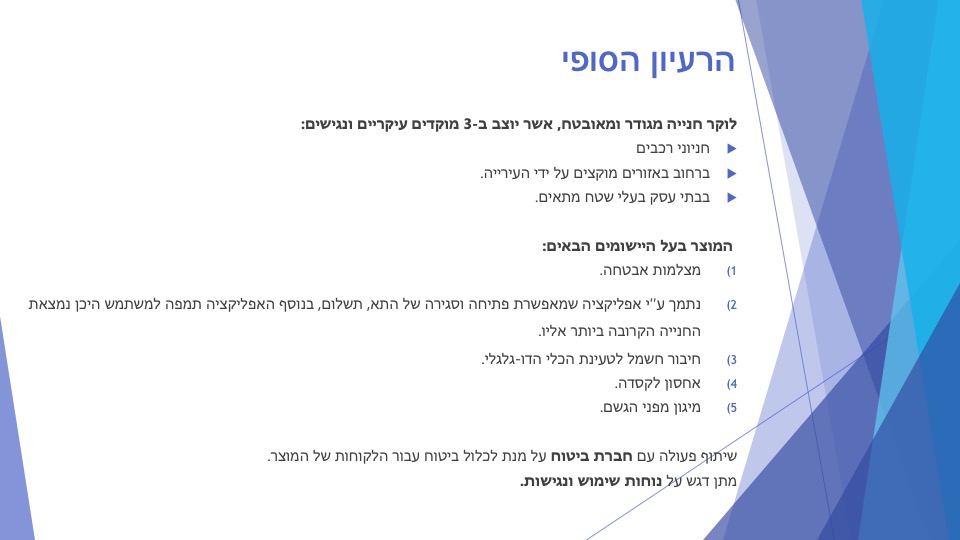 הרעיון הסופי
לוקר חנייה מגודר ומאובטח, אשר יוצב ב-3 מוקדים עיקריים ונגישים:
חניוני רכבים
ברחוב באזורים מוקצים על ידי העירייה.
בבתי עסק בעלי שטח מתאים.
המוצר בעל היישומים הבאים:
1) מצלמות אבטחה.
2) נתמך ע''י אפליקציה שמאפשרת פתיחה וסגירה של התא, תשלום, בנוסף האפליקציה תמפה למשתמש היכן נמצאת
החנייה הקרובה ביותר אליו.
3) חיבור חשמל לטעינת הכלי הדו-גלגלי.
4) אחסון לקסדה.
5) מיגון מפני הגשם.
שיתוף פעולה עם חברת ביטוח על מנת לכלול ביטוח עבור הלקוחות של המוצר.
מתן דגש על נוחות שימוש ונגישות.